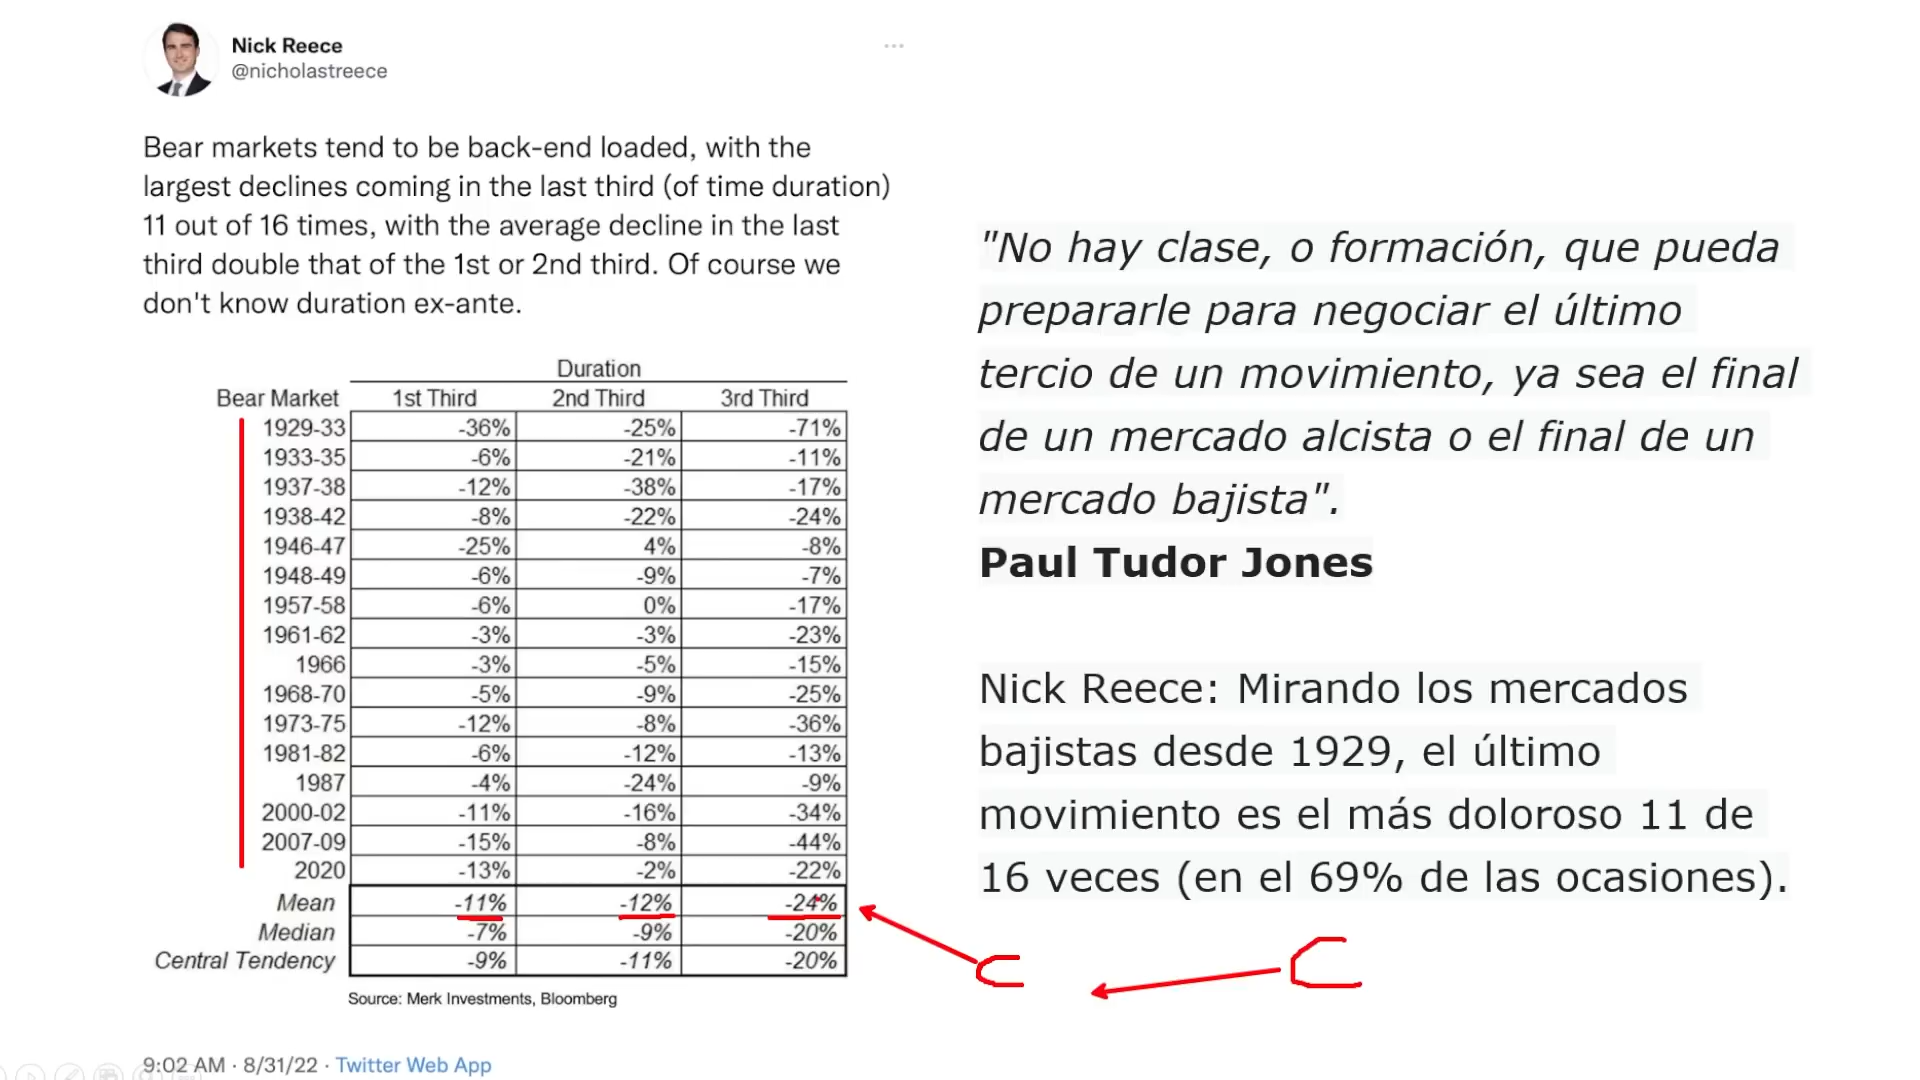 Nick Reece
@nicholastreece
Bear markets tend to be back-end loaded, with the
largest declines coming in the last third (of time duration)
11 out of 16 times, with the average decline in the last
third double that of the 1st or 2nd third. Of course we
don't know duration ex-ante.
Duration
Bear Market 1st Third 2nd Third 3rd Third
1929-33 -36% -25% -71%
1933-35 -6% -21% -11%
1937-38 -12% -38% -17%
1938-42 -8% -22% -24%
1946-47 -25% 4% -8%
1948-49 -6% -9% -7%
1957-58 -6% 0% -17%
1961-62 -3% -3% -23%
1966 -3% -5% -15%
1968-70 -5% -9% -25%
1973-75 -12% -8% -36%
1981-82 -6% -12% -13%
1987 -4% -24% -9%
2000-02 -11% -16% -34%
2007-09 -15% -8% -44%
2020 -13% -2% -22%
Mean -11% -12% -24%
Median -7% -9% -20%
Central Tendency -9% -11% -20%
Source: Merk Investments, Bloomberg
9:02 AM · 8/31/22 · Twitter Web App
"No hay clase, o formación, que pueda
prepararle para negociar el último
tercio de un movimiento, ya sea el final
de un mercado alcista o el final de un
mercado bajista".
Paul Tudor Jones
Nick Reece: Mirando los mercados
bajistas desde 1929, el último
movimiento es el más doloroso 11 de
16 veces (en el 69% de las ocasiones).